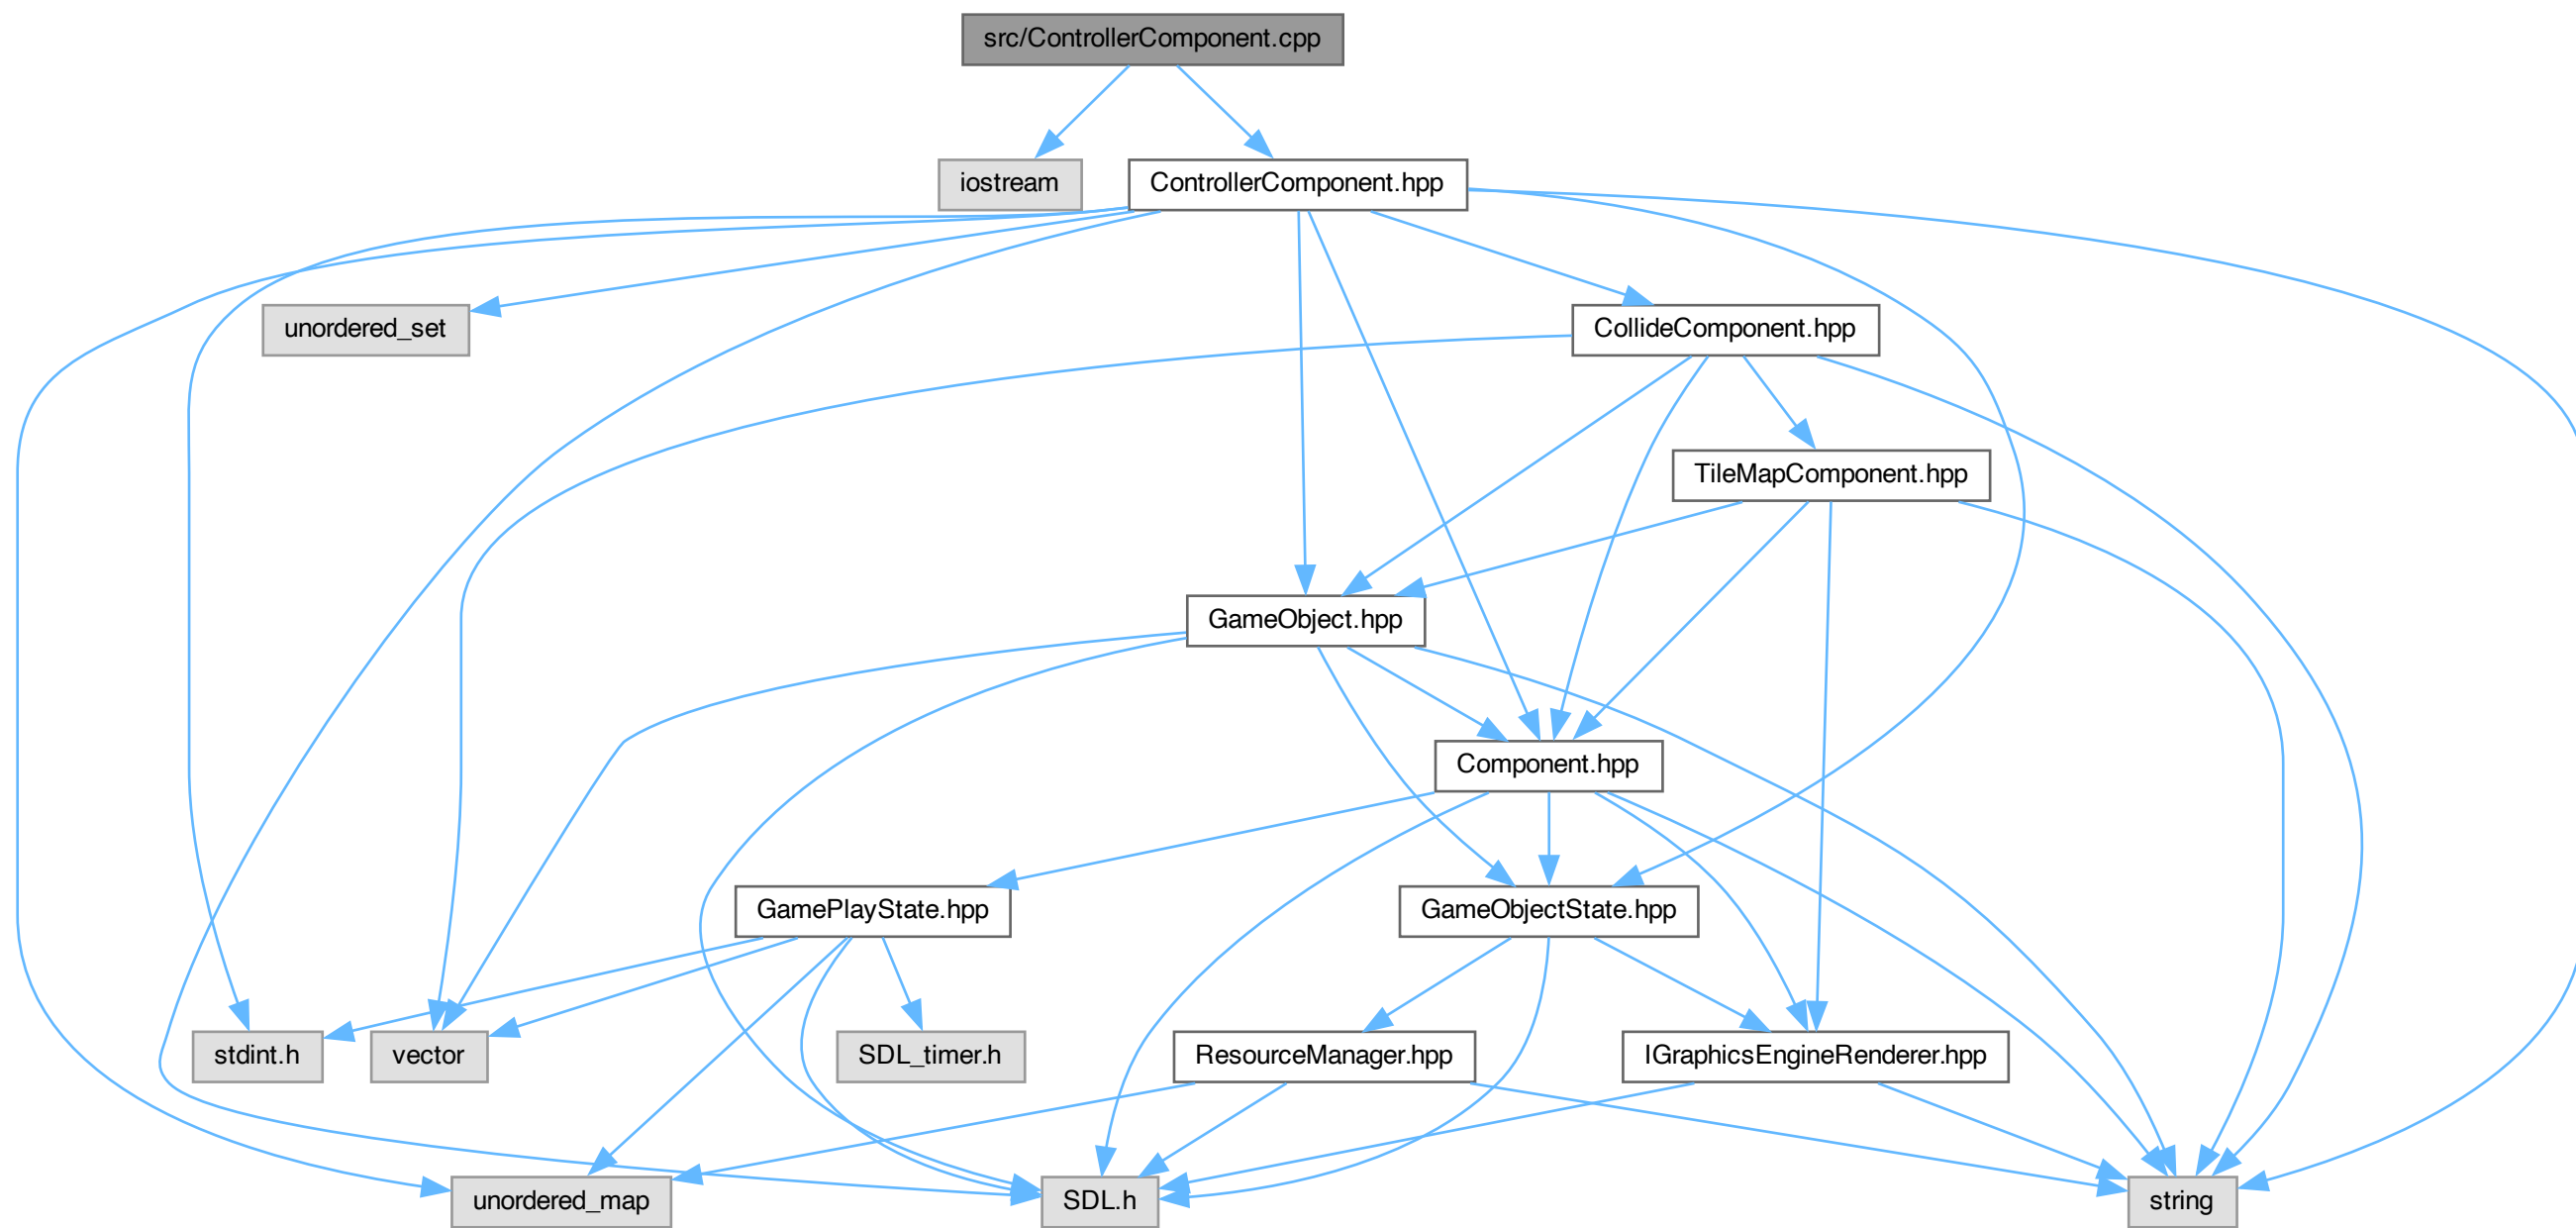 src/ControllerComponent.cpp
iostream
ControllerComponent.hpp
unordered_set
CollideComponent.hpp
TileMapComponent.hpp
GameObject.hpp
Component.hpp
GamePlayState.hpp
GameObjectState.hpp
stdint.h
vector
SDL_timer.h
ResourceManager.hpp
IGraphicsEngineRenderer.hpp
unordered_map
SDL.h
string